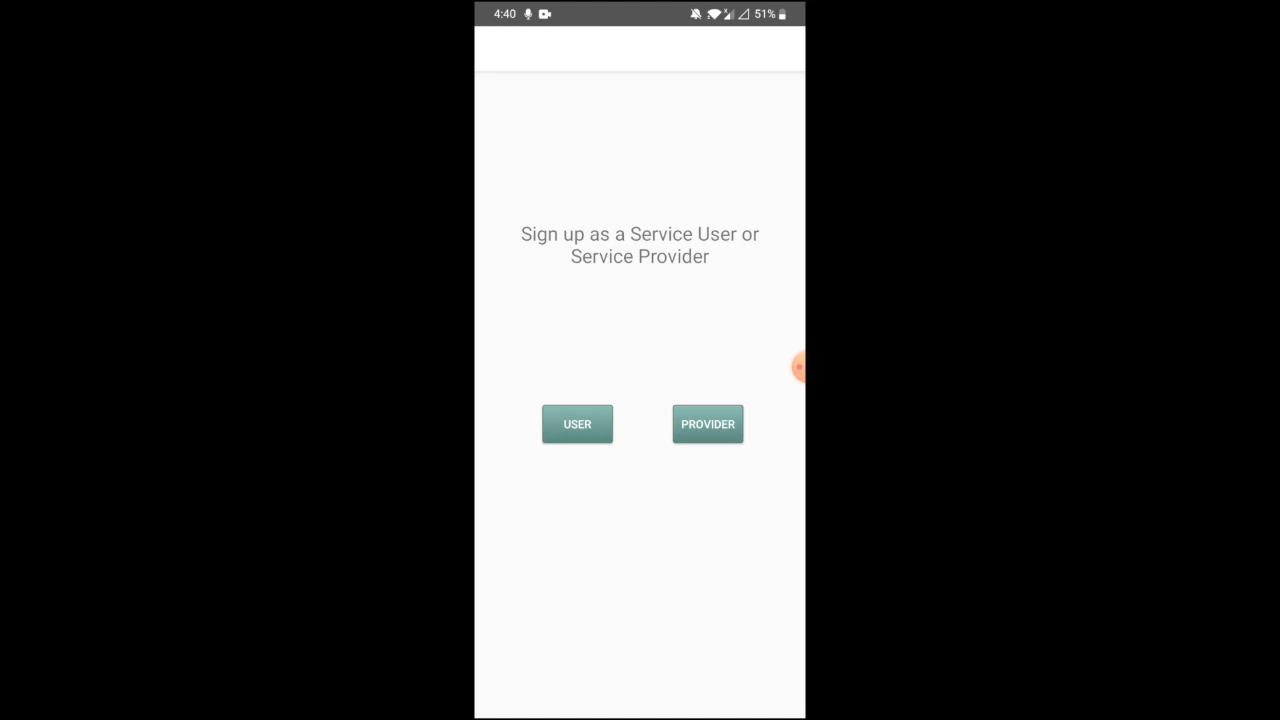 4:40 51%
Sign up as a Service User or
Service Provider
USER PROVIDER